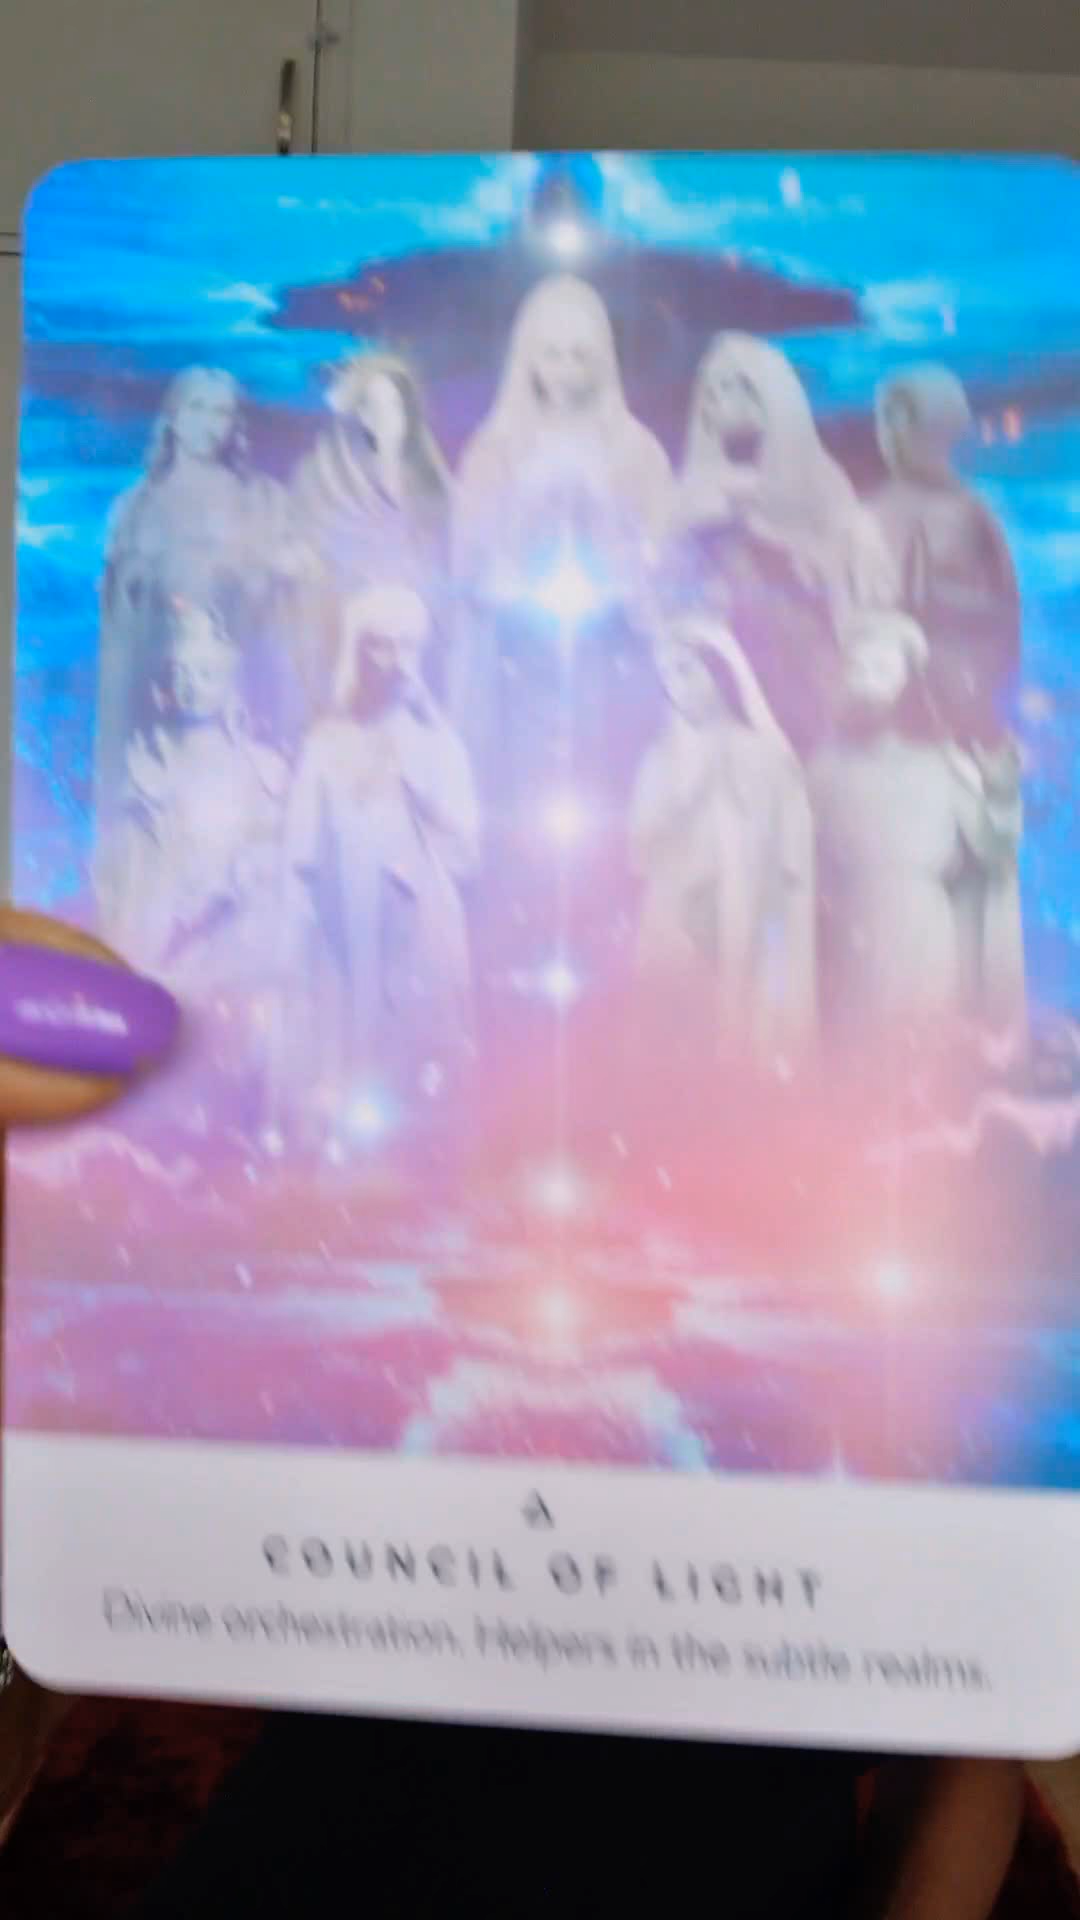 COUNCIL OF LIGHT
Divine orchestration. Helpers in the subtle realms.